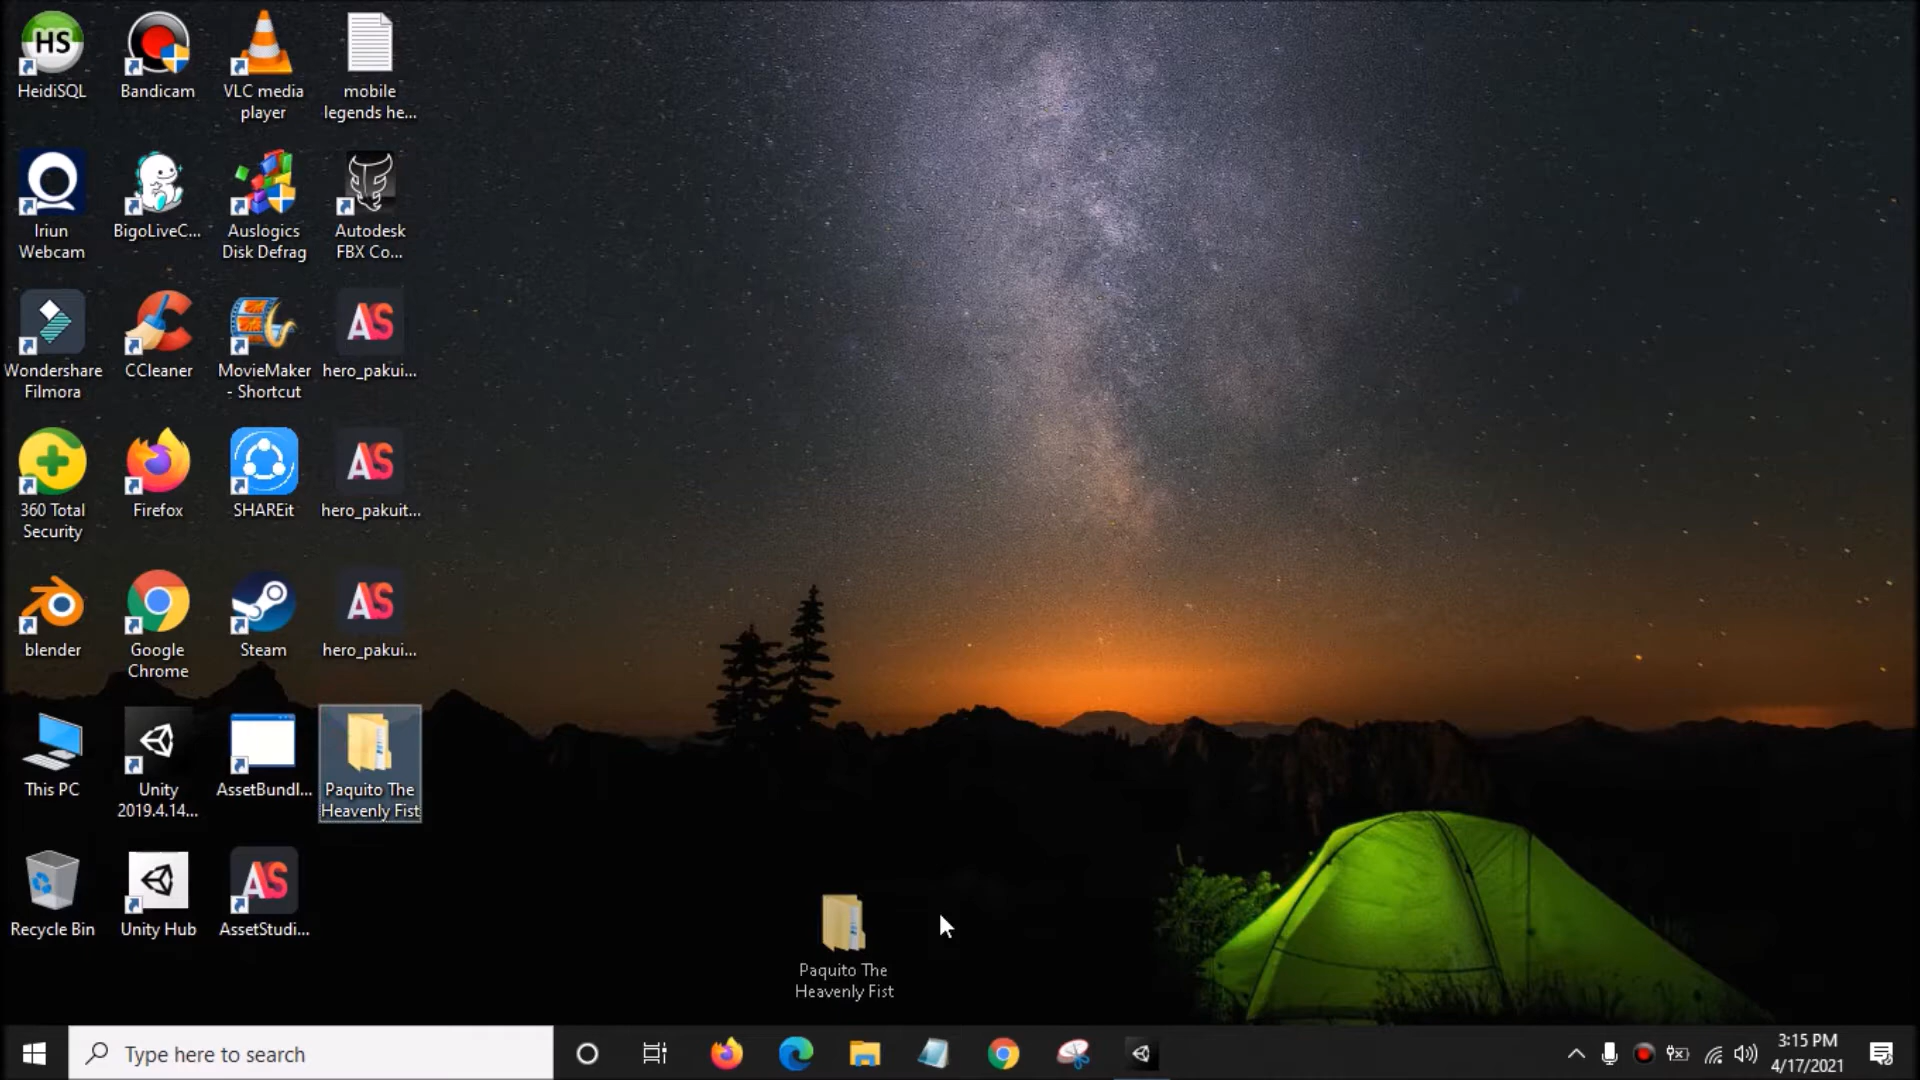 HS
HeidiSQL
Bandicam
VLC media
player
mobile
legends he...
Iriun
Webcam
BigoLiveC...
Auslogics
Disk Defrag
Autodesk
FBX Co...
Wondershare
Filmora
CCleaner
MovieMaker
- Shortcut
AS
hero_pakui...
360 Total
Security
Firefox
SHAREit
AS
hero_pakuit...
blender
Google
Chrome
Steam
AS
hero_pakui...
This PC
Unity
2019.4.14...
AssetBundl...
Paquito The
Heavenly Fist
Recycle Bin
Unity Hub
AS
AssetStudi...
Paquito The
Heavenly Fist
Type here to search
3:15 PM
4/17/2021